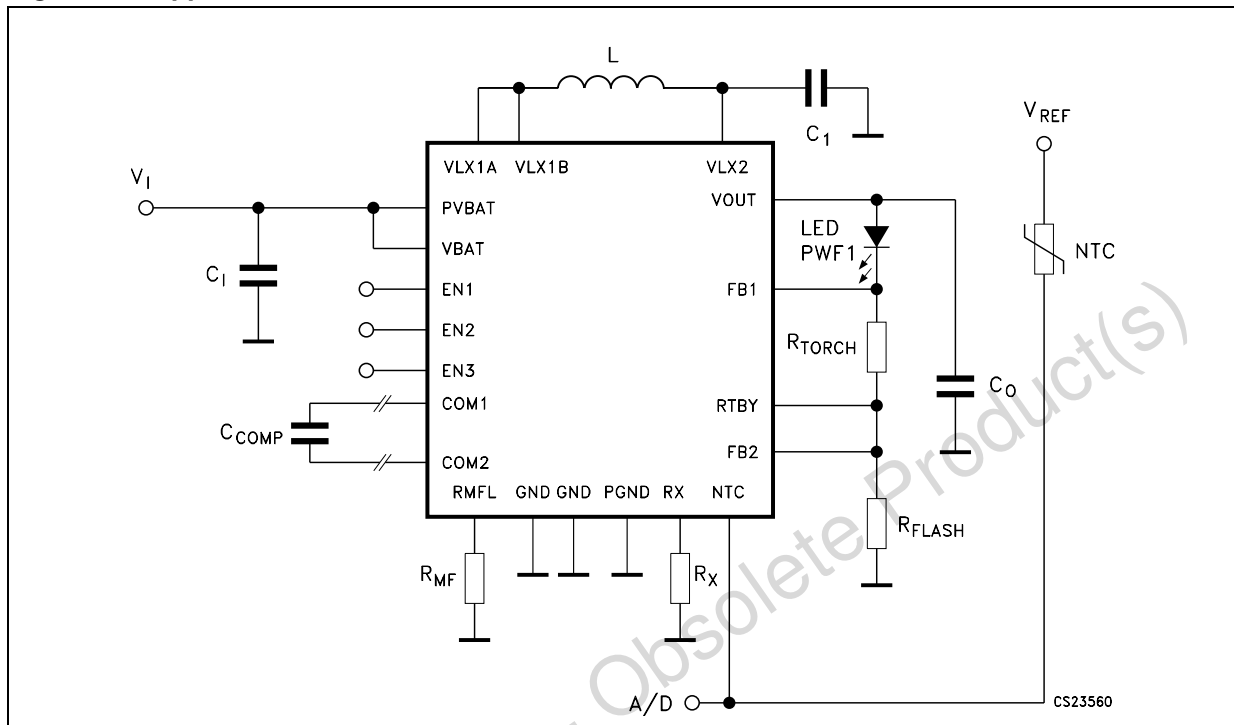 L
C1
VREF
VLX1A VLX1B VLX2
VI
PVBAT
VOUT
LED
PWF1
NTC
VBAT
CI
EN1
FB1
EN2
RTORCH
EN3
CO
COM1
RTBY
CCOMP
FB2
COM2
RMFL GND GND PGND RX NTC
RFLASH
RMF
RX
A/D
CS23560
Obsolete Product(s)